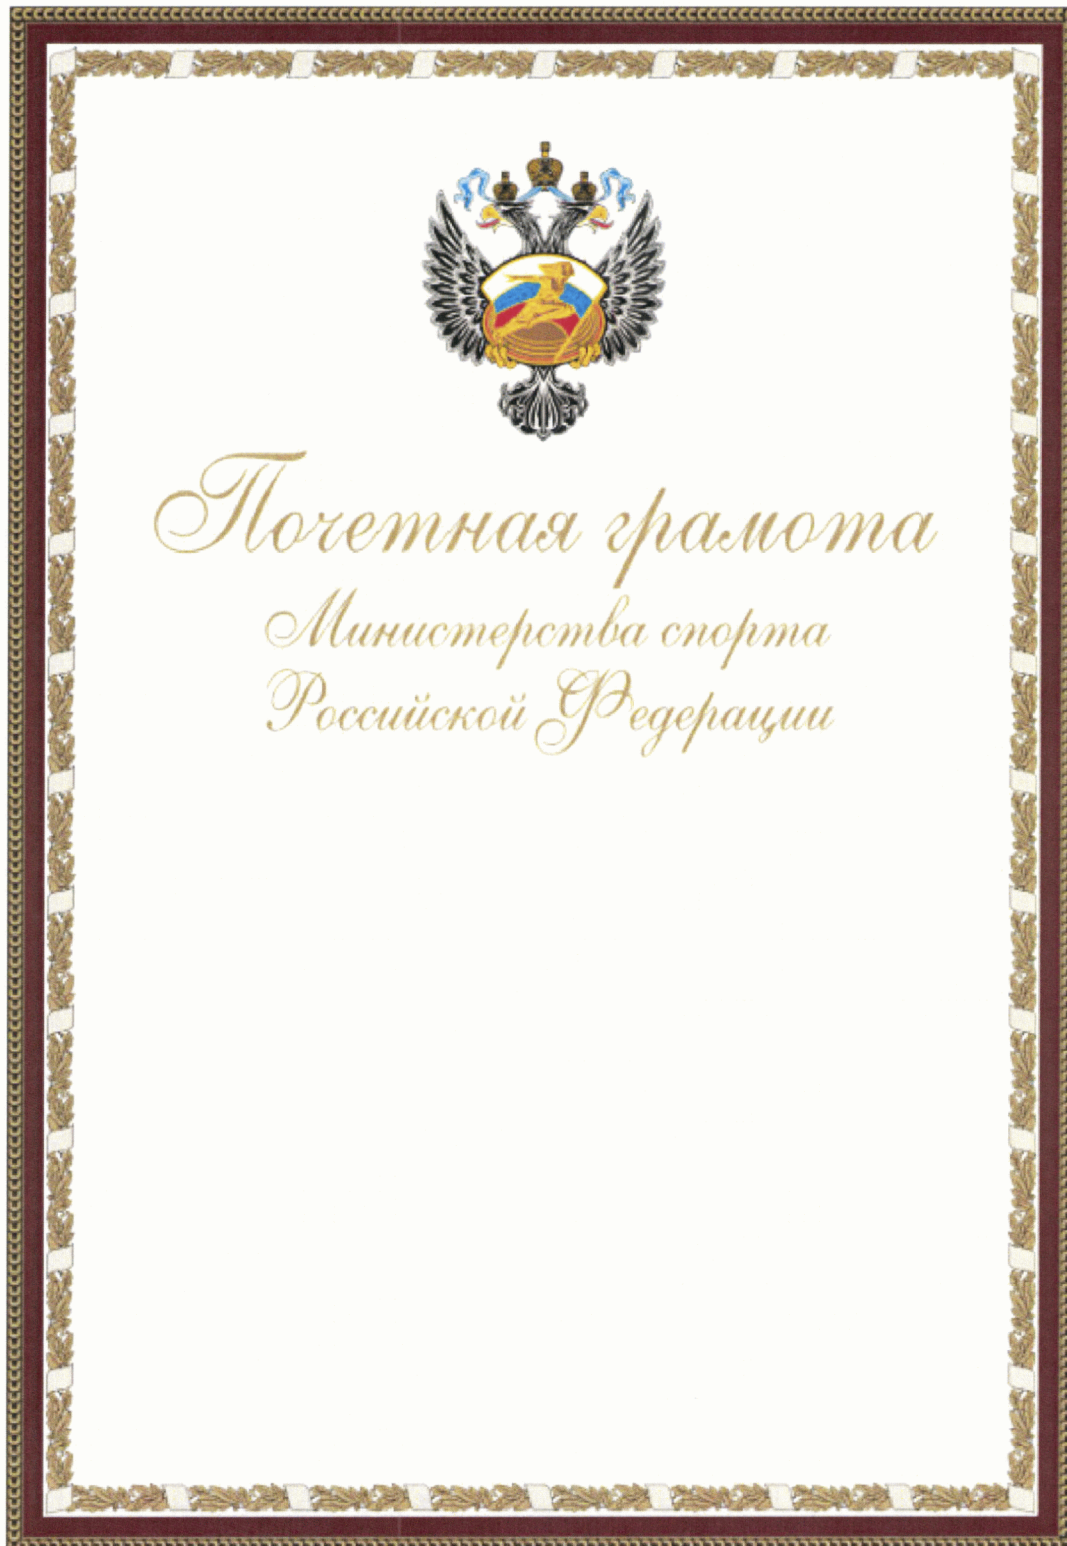 Почетная грамота
Министерства спорта
Российской Федерации